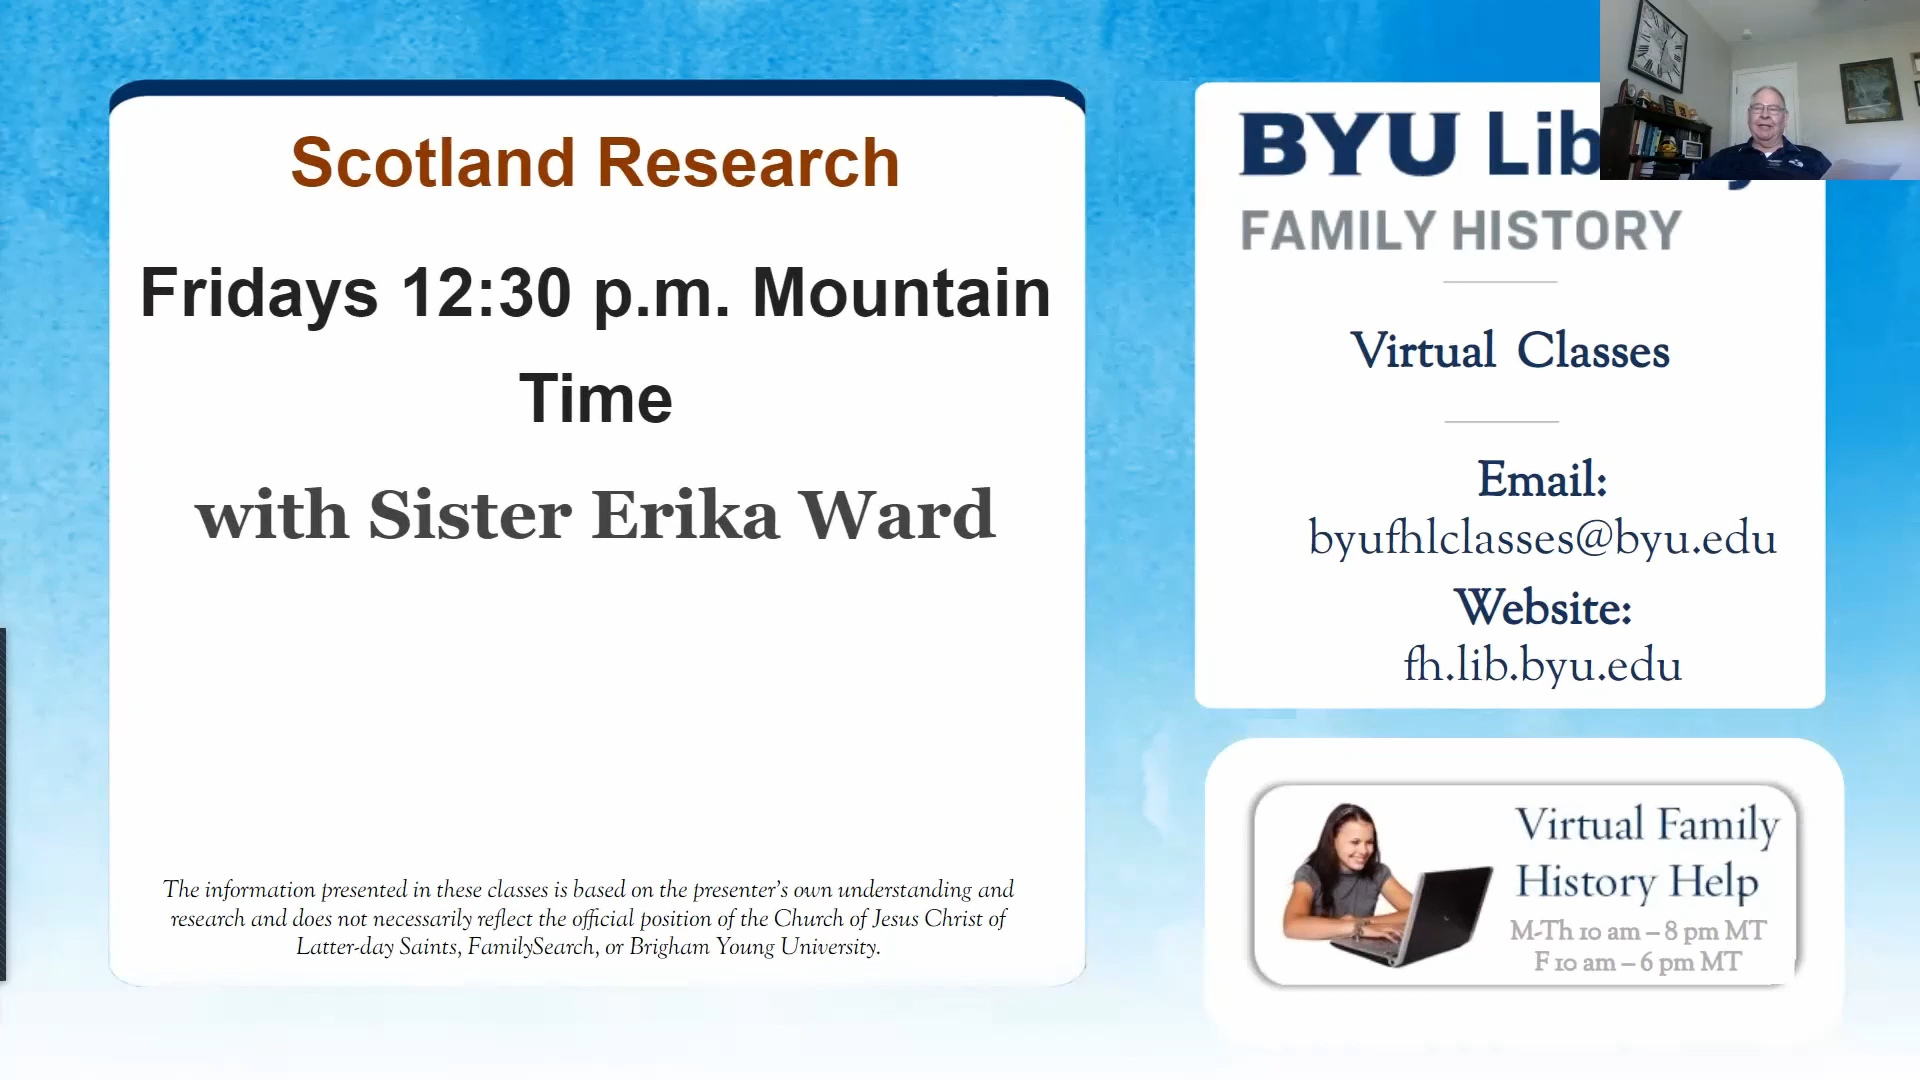 Scotland Research
Fridays 12:30 p.m. Mountain
Time
with Sister Erika Ward
The information presented in these classes is based on the presenter's own understanding and
research and does not necessarily reflect the official position of the Church of Jesus Christ of
Latter-day Saints, FamilySearch, or Brigham Young University.
BYU Lib
FAMILY HISTORY
Virtual Classes
Email:
byufhlclasses@byu.edu
Website:
fh.lib.byu.edu
Virtual Family
History Help
M-Th 10 am – 8 pm MT
F 10 am – 6 pm MT